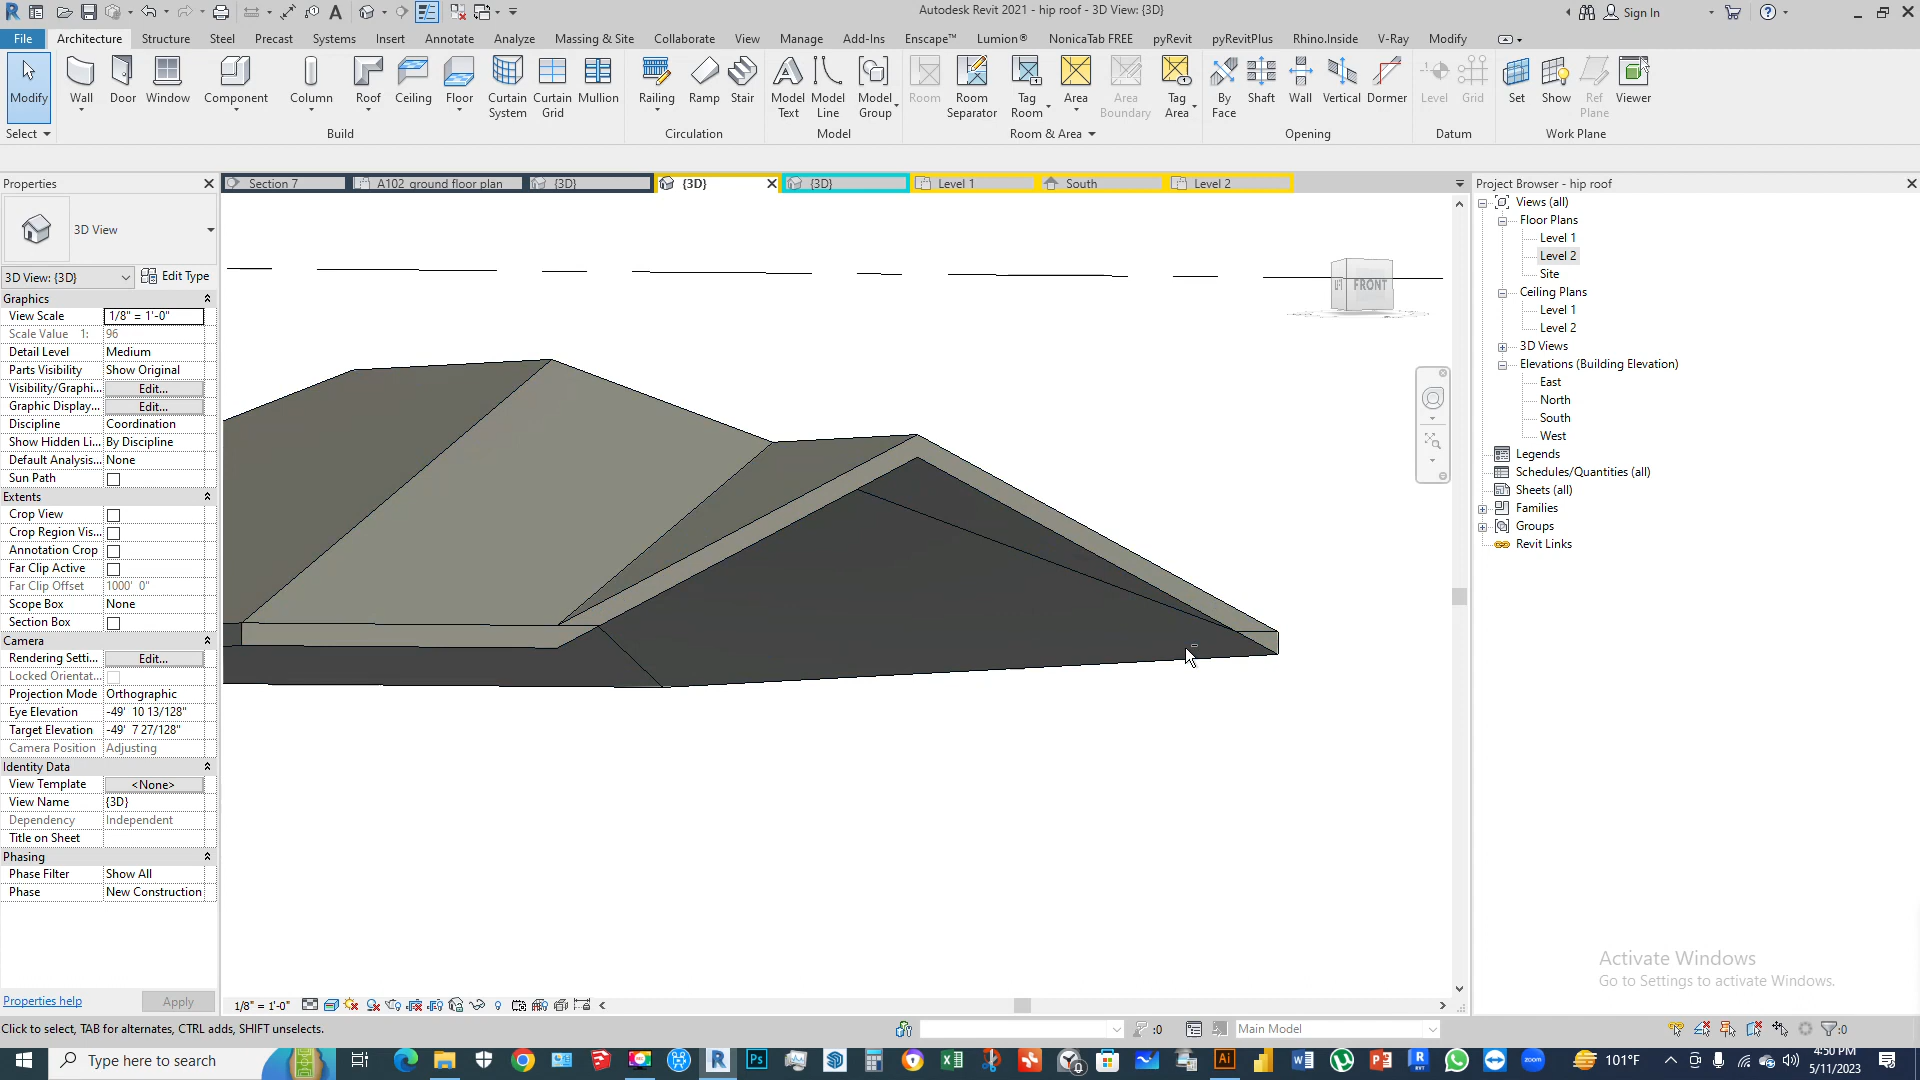 Autodesk Revit 2021 - hip roof - 3D View: {3D}
Sign In
File Architecture Structure Steel Precast Systems Insert Annotate Analyze Massing & Site Collaborate View Manage Add-Ins Enscape™ Lumion® NonicaTab FREE pyRevit pyRevitPlus Rhino.Inside V-Ray Modify
Modify Wall Door Window Component Column Roof Ceiling Floor Curtain System Curtain Grid Mullion Railing Ramp Stair Model Text Model Line Model Group Room Room Separator Tag Room Area Area Boundary Tag Area By Face Shaft Wall Vertical Dormer Level Grid Set Show Ref Plane Viewer
Select Build Circulation Model Room & Area Opening Datum Work Plane
Properties
Section 7 A102 ground floor plan {3D} {3D} {3D} Level 1 South Level 2
Project Browser - hip roof
3D View
3D View: {3D} Edit Type
Graphics
View Scale 1/8" = 1'-0"
Scale Value 1: 96
Detail Level Medium
Parts Visibility Show Original
Visibility/Graphi... Edit...
Graphic Display... Edit...
Discipline Coordination
Show Hidden Li... By Discipline
Default Analysis... None
Sun Path
Extents
Crop View
Crop Region Vis...
Annotation Crop
Far Clip Active
Far Clip Offset 1000' 0"
Scope Box None
Section Box
Camera
Rendering Setti... Edit...
Locked Orientat...
Projection Mode Orthographic
Eye Elevation -49' 10 13/128"
Target Elevation -49' 7 27/128"
Camera Position Adjusting
Identity Data
View Template <None>
View Name {3D}
Dependency Independent
Title on Sheet
Phasing
Phase Filter Show All
Phase New Construction
Properties help Apply
FRONT
Views (all)
Floor Plans
Level 1
Level 2
Site
Ceiling Plans
Level 1
Level 2
3D Views
Elevations (Building Elevation)
East
North
South
West
Legends
Schedules/Quantities (all)
Sheets (all)
Families
Groups
Revit Links
Activate Windows
Go to Settings to activate Windows.
1/8" = 1'-0"
Click to select, TAB for alternates, CTRL adds, SHIFT unselects.
:0
Main Model
:0
Type here to search
101°F
4:50 PM
5/11/2023